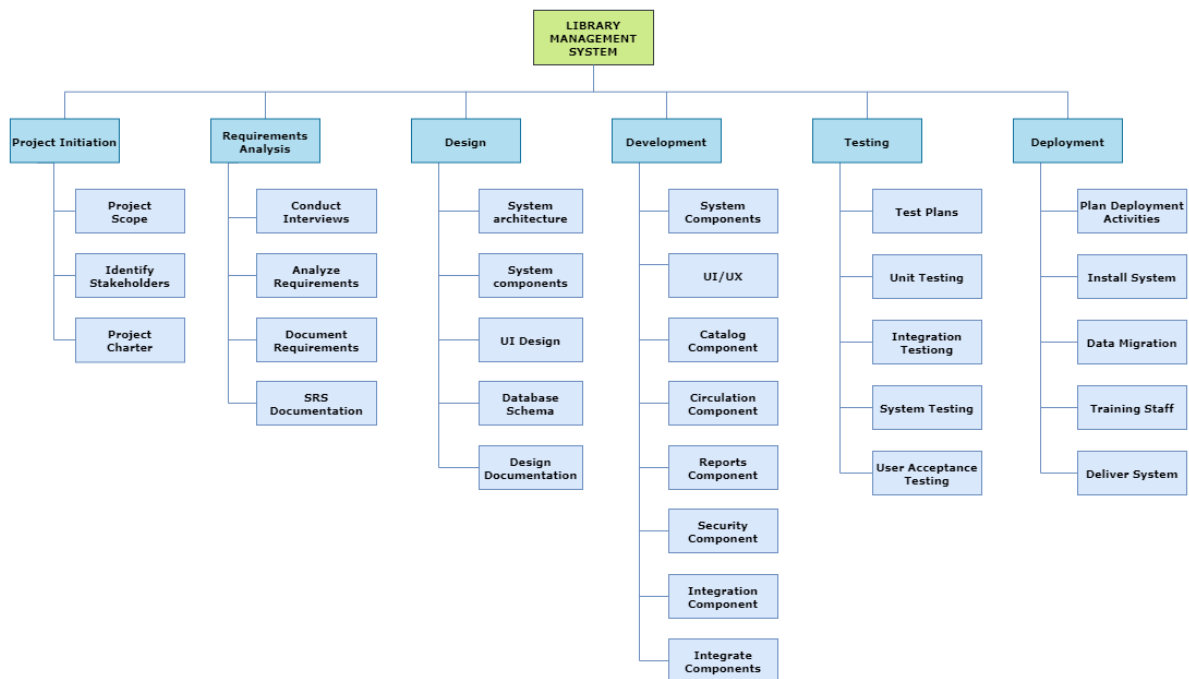 LIBRARY
MANAGEMENT
SYSTEM
Project Initiation
Requirements
Analysis
Design
Development
Testing
Deployment
Project
Scope
Identify
Stakeholders
Project
Charter
Conduct
Interviews
Analyze
Requirements
Document
Requirements
SRS
Documentation
System
architecture
System
components
UI Design
Database
Schema
Design
Documentation
System
Components
UI/UX
Catalog
Component
Circulation
Component
Reports
Component
Security
Component
Integration
Component
Integrate
Components
Test Plans
Unit Testing
Integration
Testiong
System Testing
User Acceptance
Testing
Plan Deployment
Activities
Install System
Data Migration
Training Staff
Deliver System